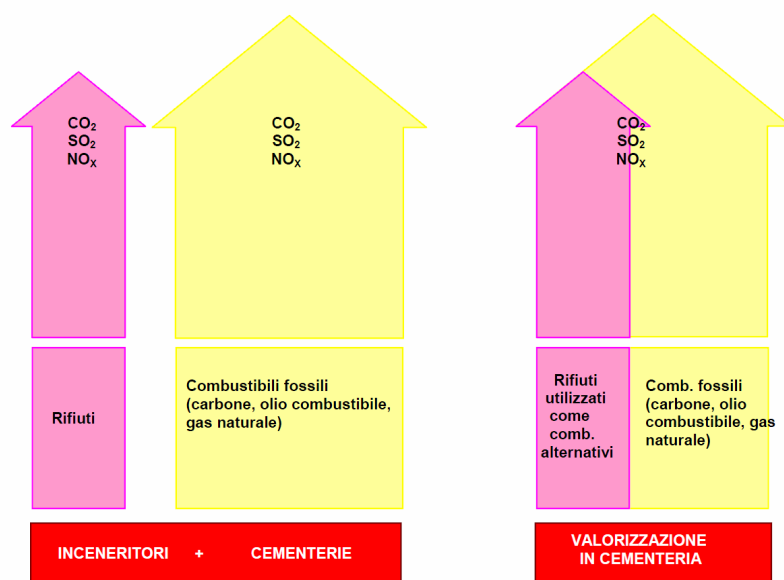 CO₂
SO₂
NOₓ
CO₂
SO₂
NOₓ
CO₂
SO₂
NOₓ
Rifiuti
Combustibili fossili
(carbone, olio combustibile,
gas naturale)
Rifiuti
utilizzati
come
comb.
alternativi
Comb. fossili
(carbone, olio
combustibile, gas
naturale)
INCENERITORI + CEMENTERIE
VALORIZZAZIONE
IN CEMENTERIA